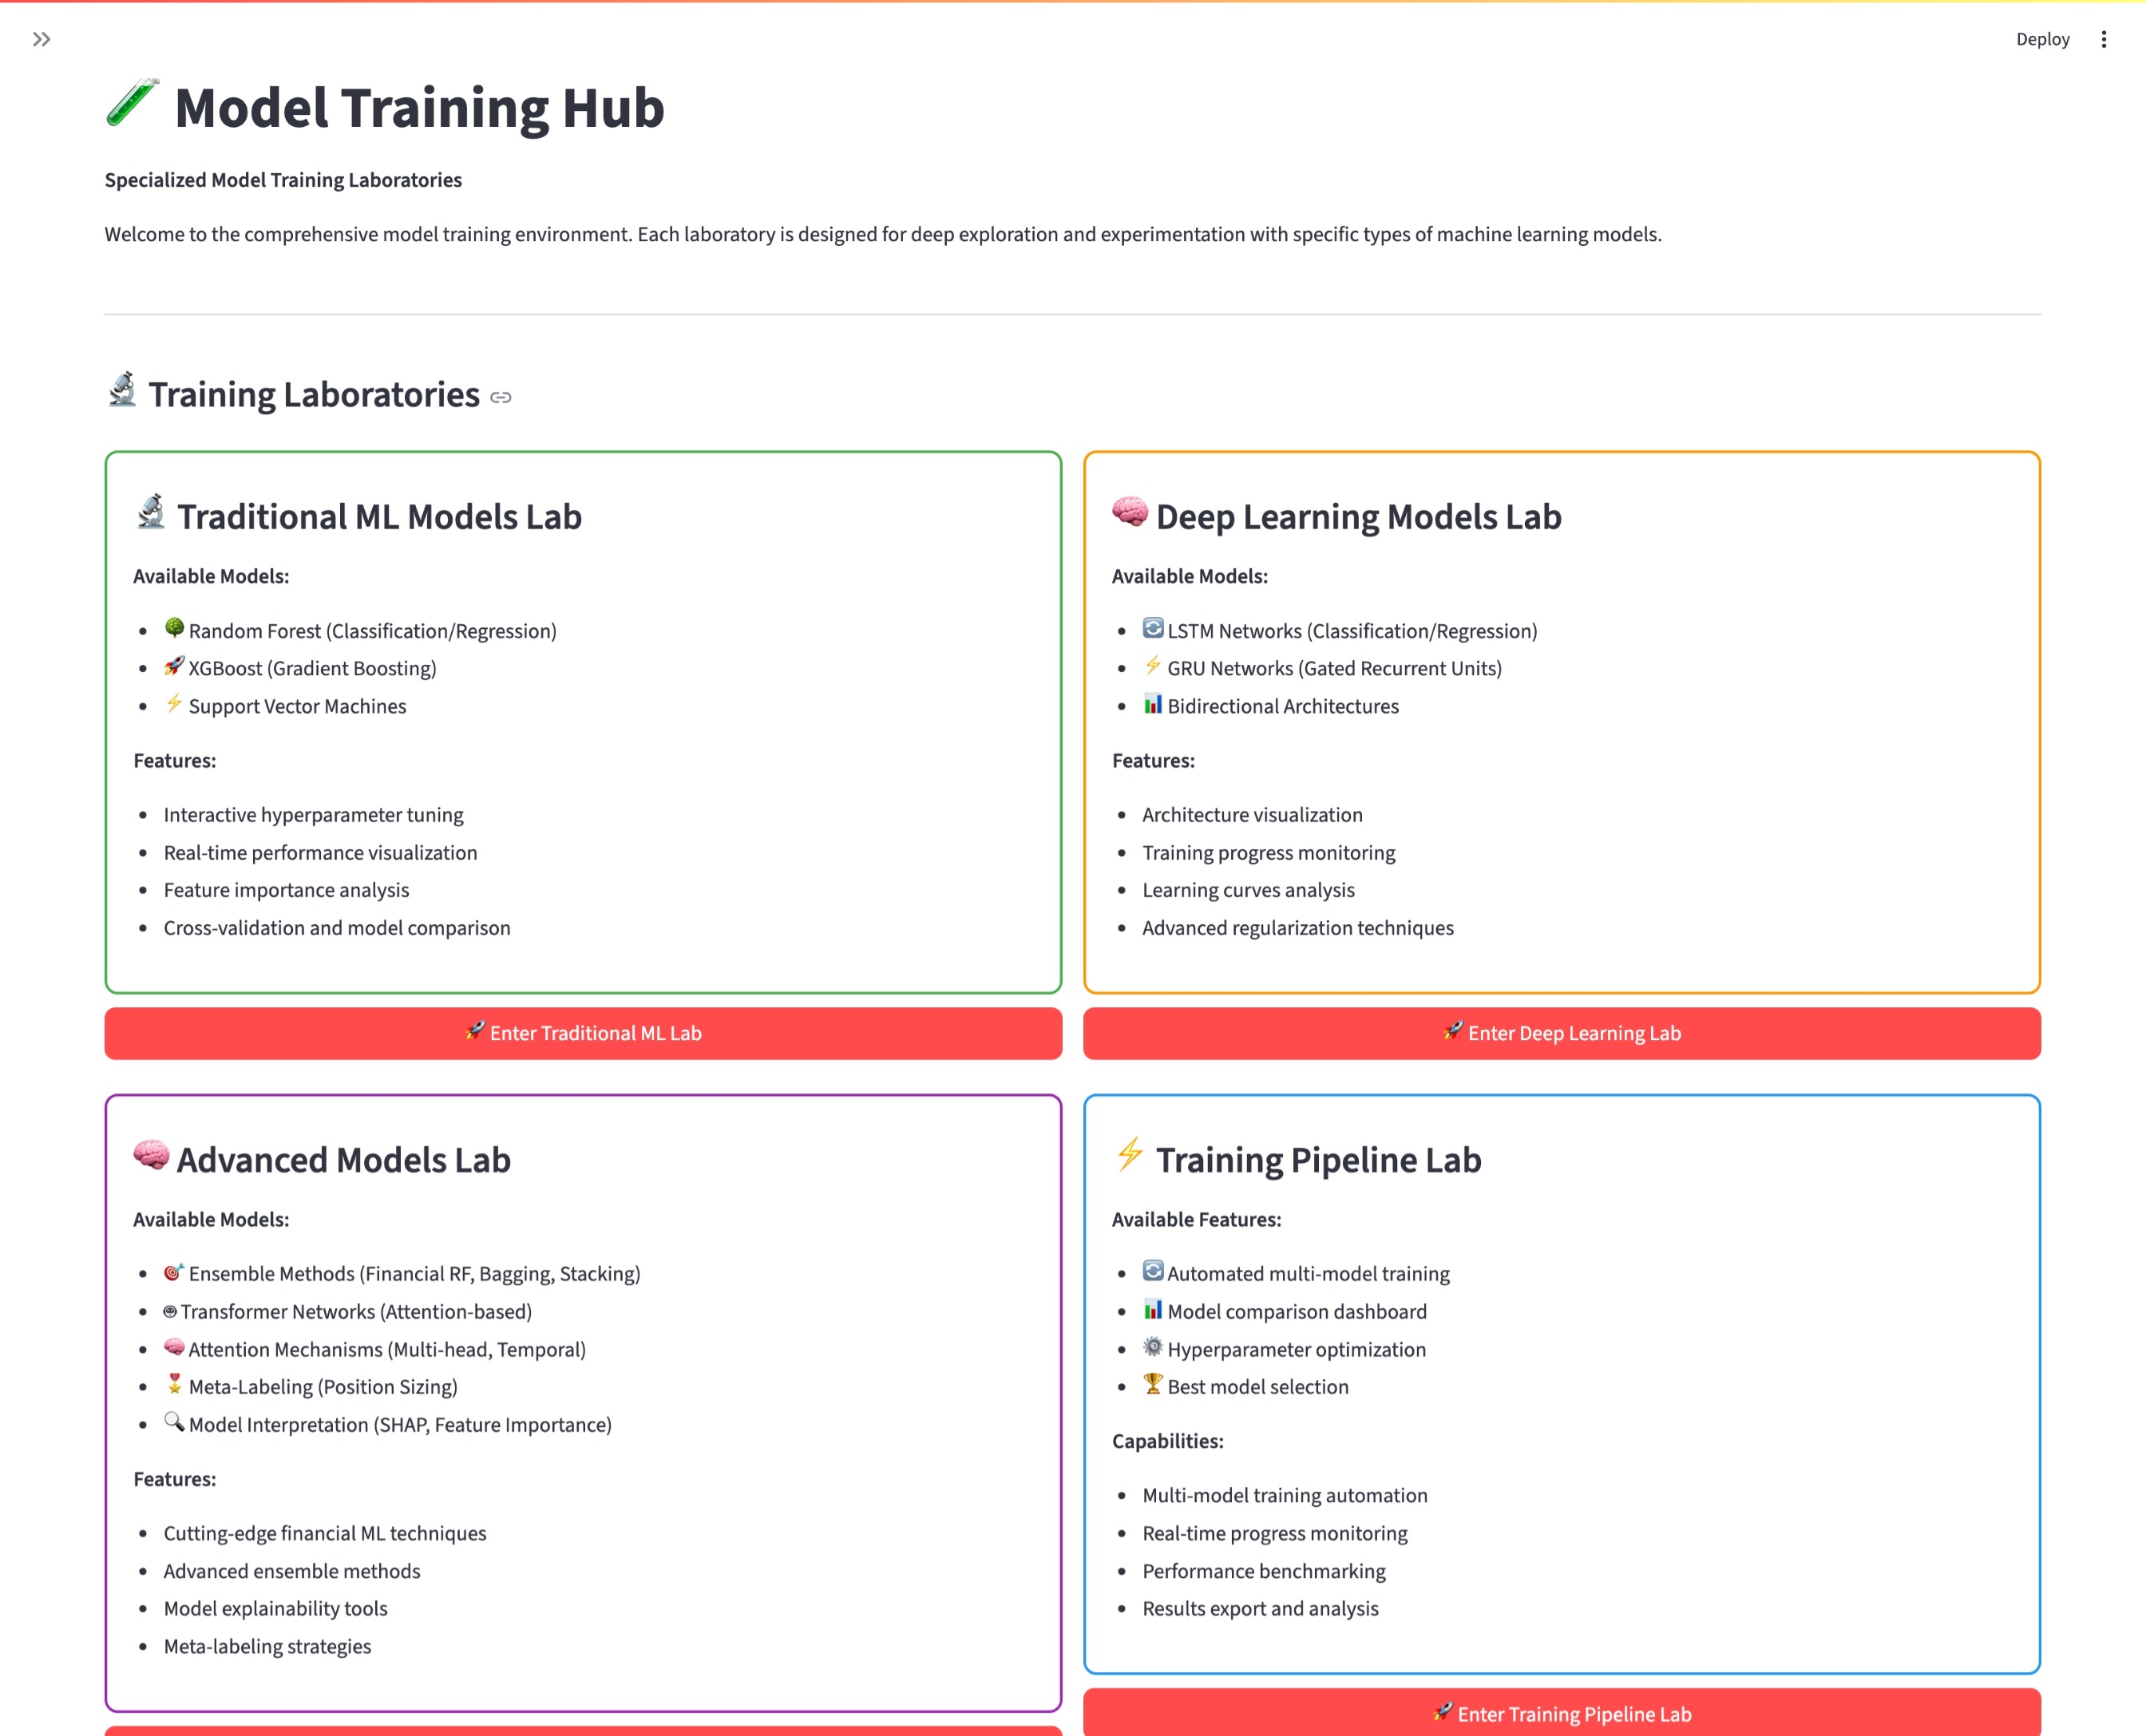 Deploy
Model Training Hub
Specialized Model Training Laboratories
Welcome to the comprehensive model training environment. Each laboratory is designed for deep exploration and experimentation with specific types of machine learning models.
Training Laboratories
Traditional ML Models Lab
Available Models:
Random Forest (Classification/Regression)
XGBoost (Gradient Boosting)
Support Vector Machines
Features:
Interactive hyperparameter tuning
Real-time performance visualization
Feature importance analysis
Cross-validation and model comparison
Enter Traditional ML Lab
Deep Learning Models Lab
Available Models:
LSTM Networks (Classification/Regression)
GRU Networks (Gated Recurrent Units)
Bidirectional Architectures
Features:
Architecture visualization
Training progress monitoring
Learning curves analysis
Advanced regularization techniques
Enter Deep Learning Lab
Advanced Models Lab
Available Models:
Ensemble Methods (Financial RF, Bagging, Stacking)
Transformer Networks (Attention-based)
Attention Mechanisms (Multi-head, Temporal)
Meta-Labeling (Position Sizing)
Model Interpretation (SHAP, Feature Importance)
Features:
Cutting-edge financial ML techniques
Advanced ensemble methods
Model explainability tools
Meta-labeling strategies
Training Pipeline Lab
Available Features:
Automated multi-model training
Model comparison dashboard
Hyperparameter optimization
Best model selection
Capabilities:
Multi-model training automation
Real-time progress monitoring
Performance benchmarking
Results export and analysis
Enter Training Pipeline Lab